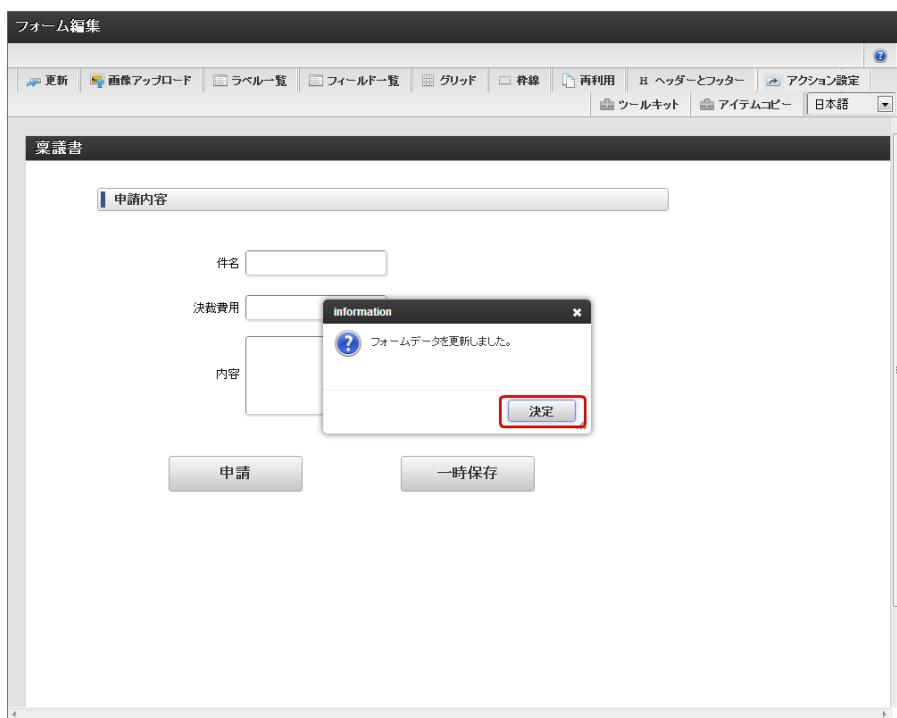 フォーム編集
更新 画像アップロード ラベル一覧 フィールド一覧 グリッド 枠線 再利用 H ヘッダーとフッター アクション設定
ツールキット アイテムコピー 日本語
稟議書
申請内容
件名
決裁費用
information
フォームデータを更新しました。
内容
決定
申請 一時保存